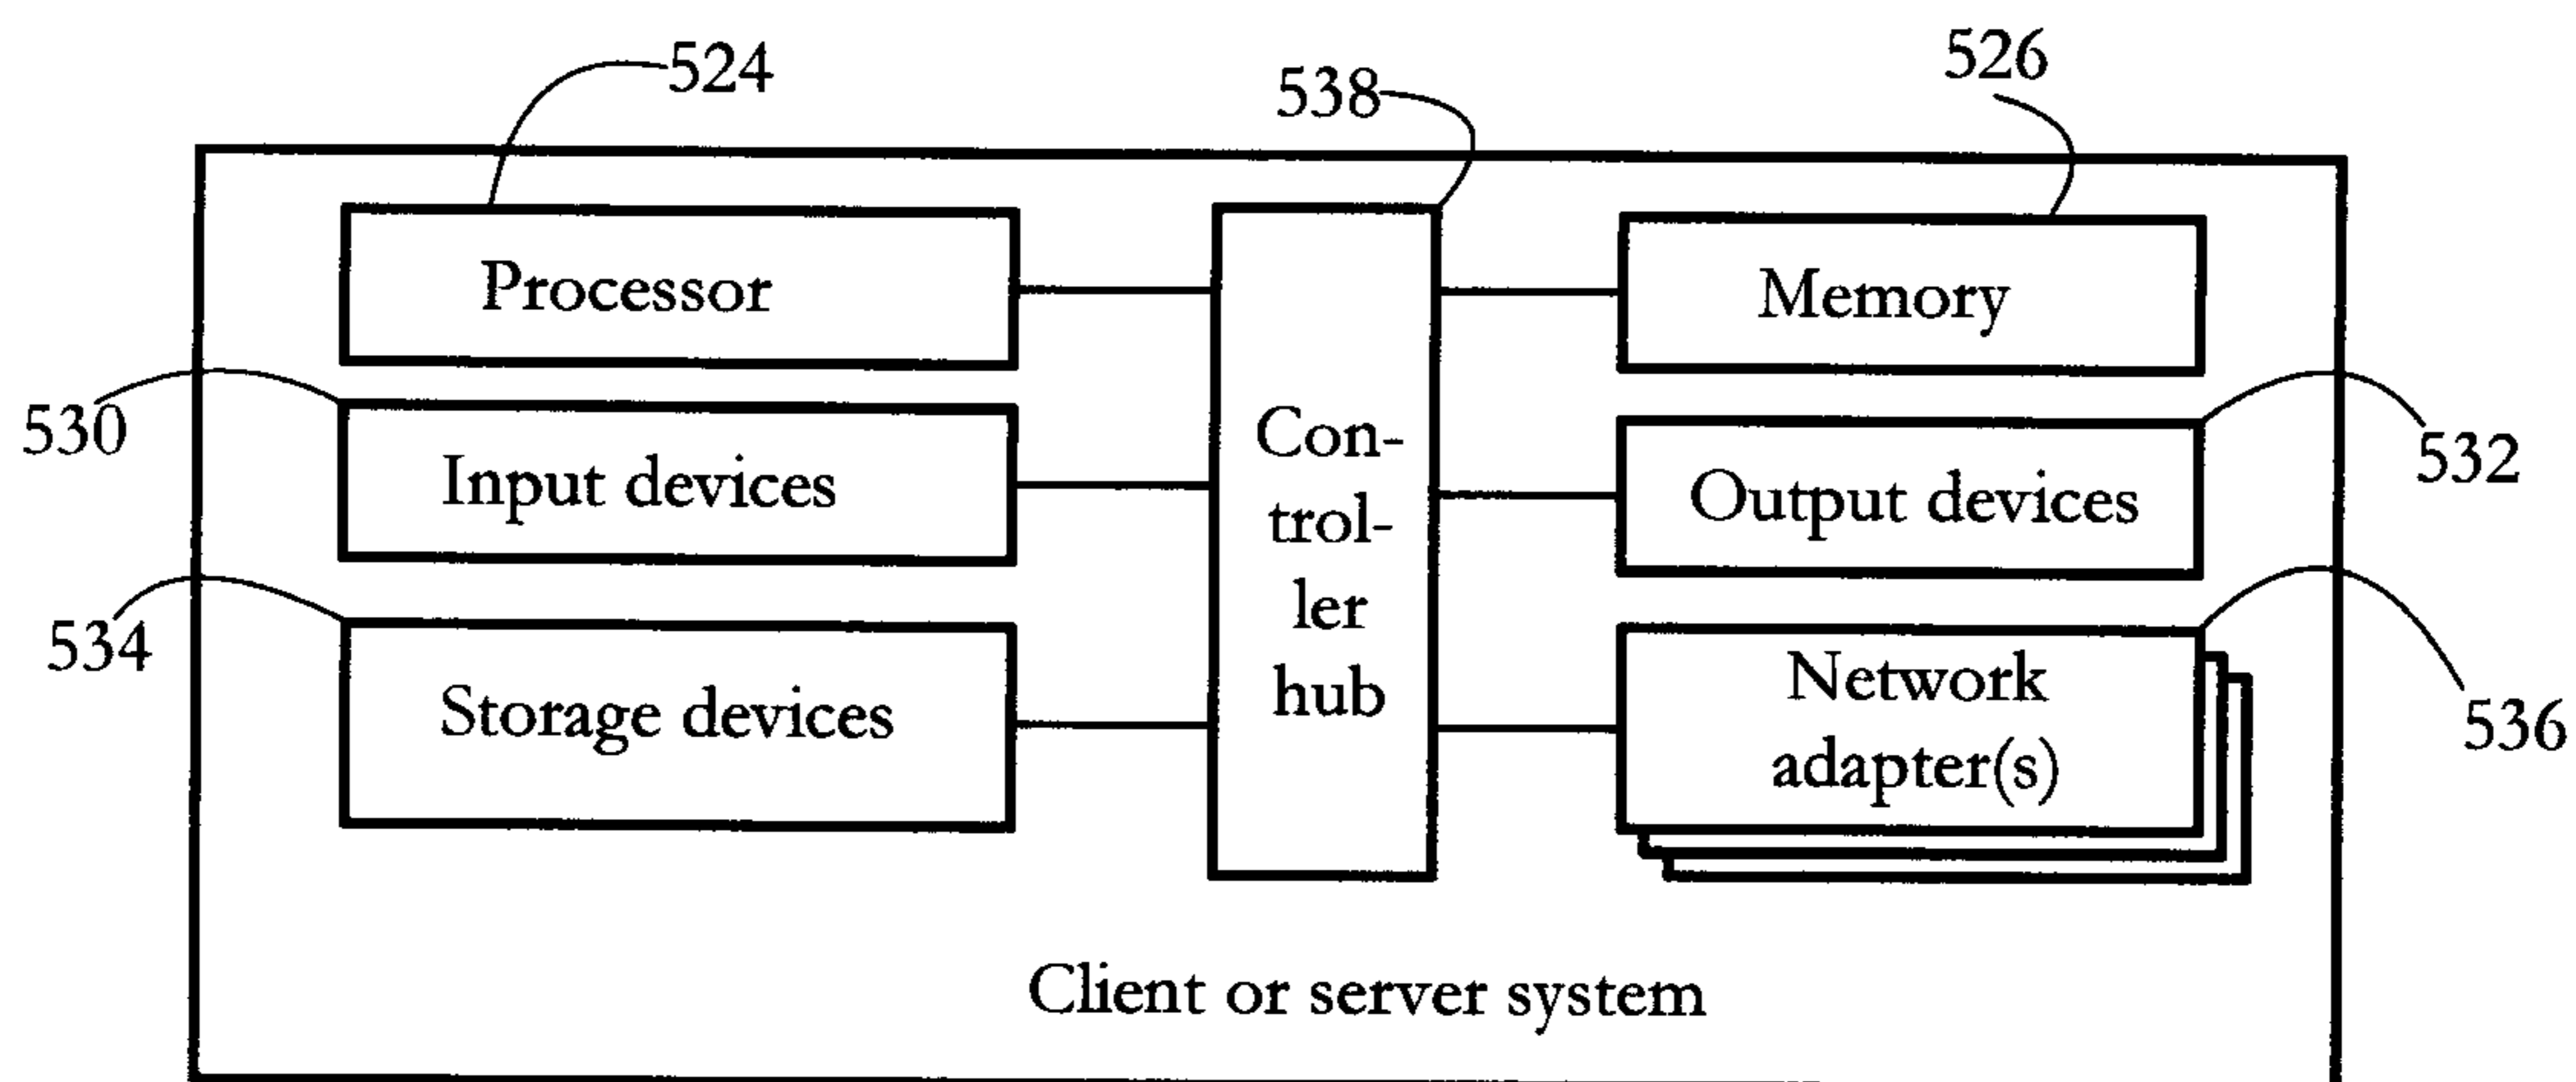 524
538
526
Processor
Memory
530
Input devices
Con-
trol-
ler
hub
Output devices
532
534
Storage devices
Network
adapter(s)
536
Client or server system